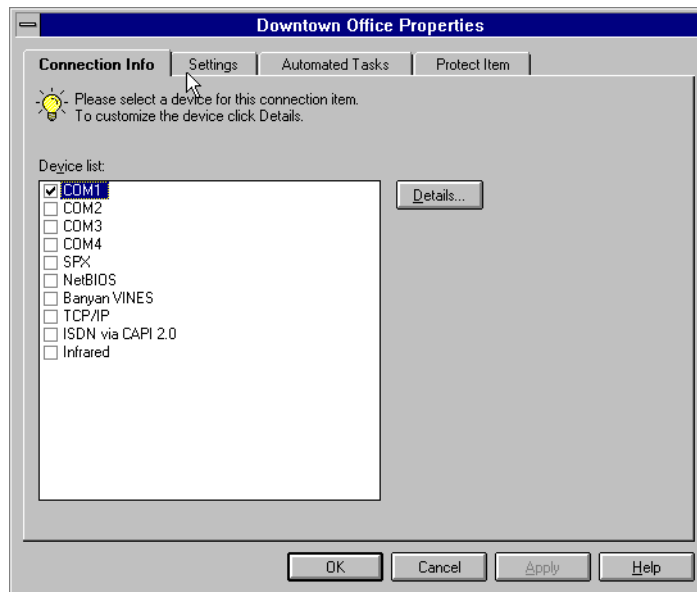 Downtown Office Properties
Connection Info Settings Automated Tasks Protect Item
Please select a device for this connection item.
To customize the device click Details.
Device list:
COM1
Details...
COM2
COM3
COM4
SPX
NetBIOS
Banyan VINES
TCP/IP
ISDN via CAPI 2.0
Infrared
OK Cancel Apply Help